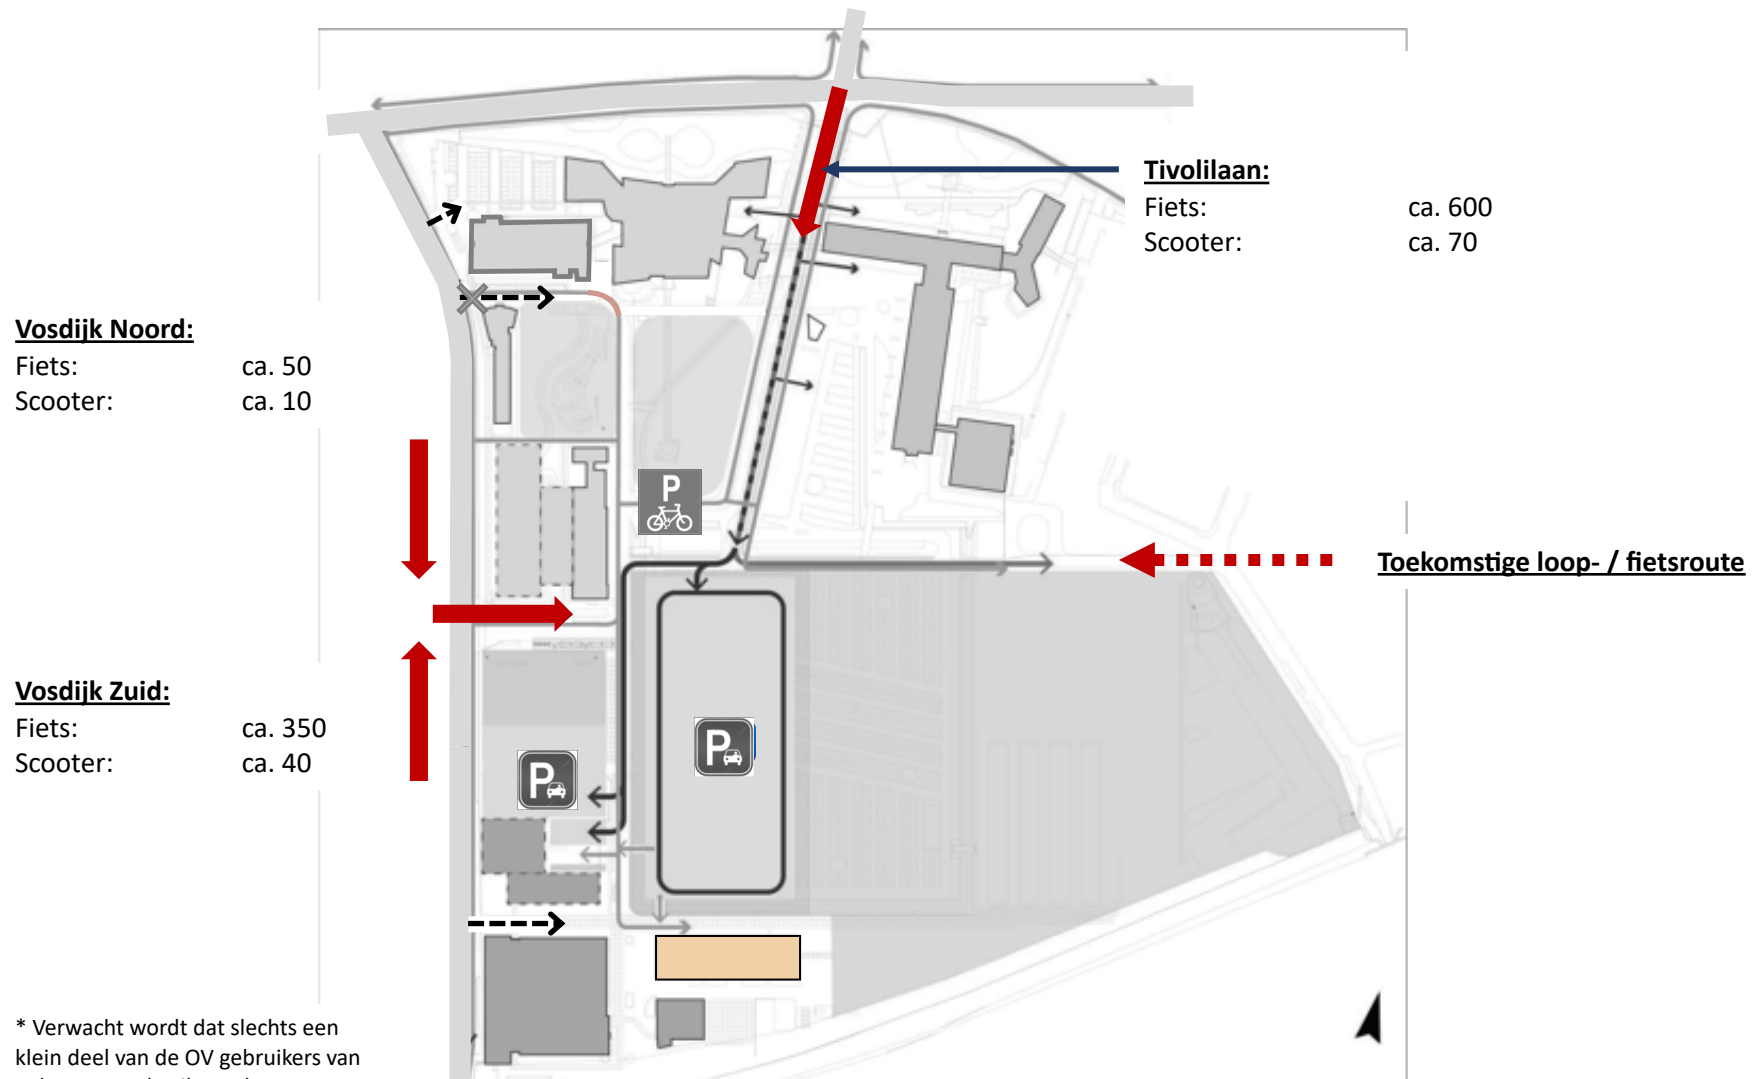 Tivolilaan:
Fiets: ca. 600
Scooter: ca. 70
Vosdijk Noord:
Fiets: ca. 50
Scooter: ca. 10
P
Toekomstige loop- / fietsroute
Vosdijk Zuid:
Fiets: ca. 350
Scooter: ca. 40
P
P
* Verwacht wordt dat slechts een
klein deel van de OV gebruikers van